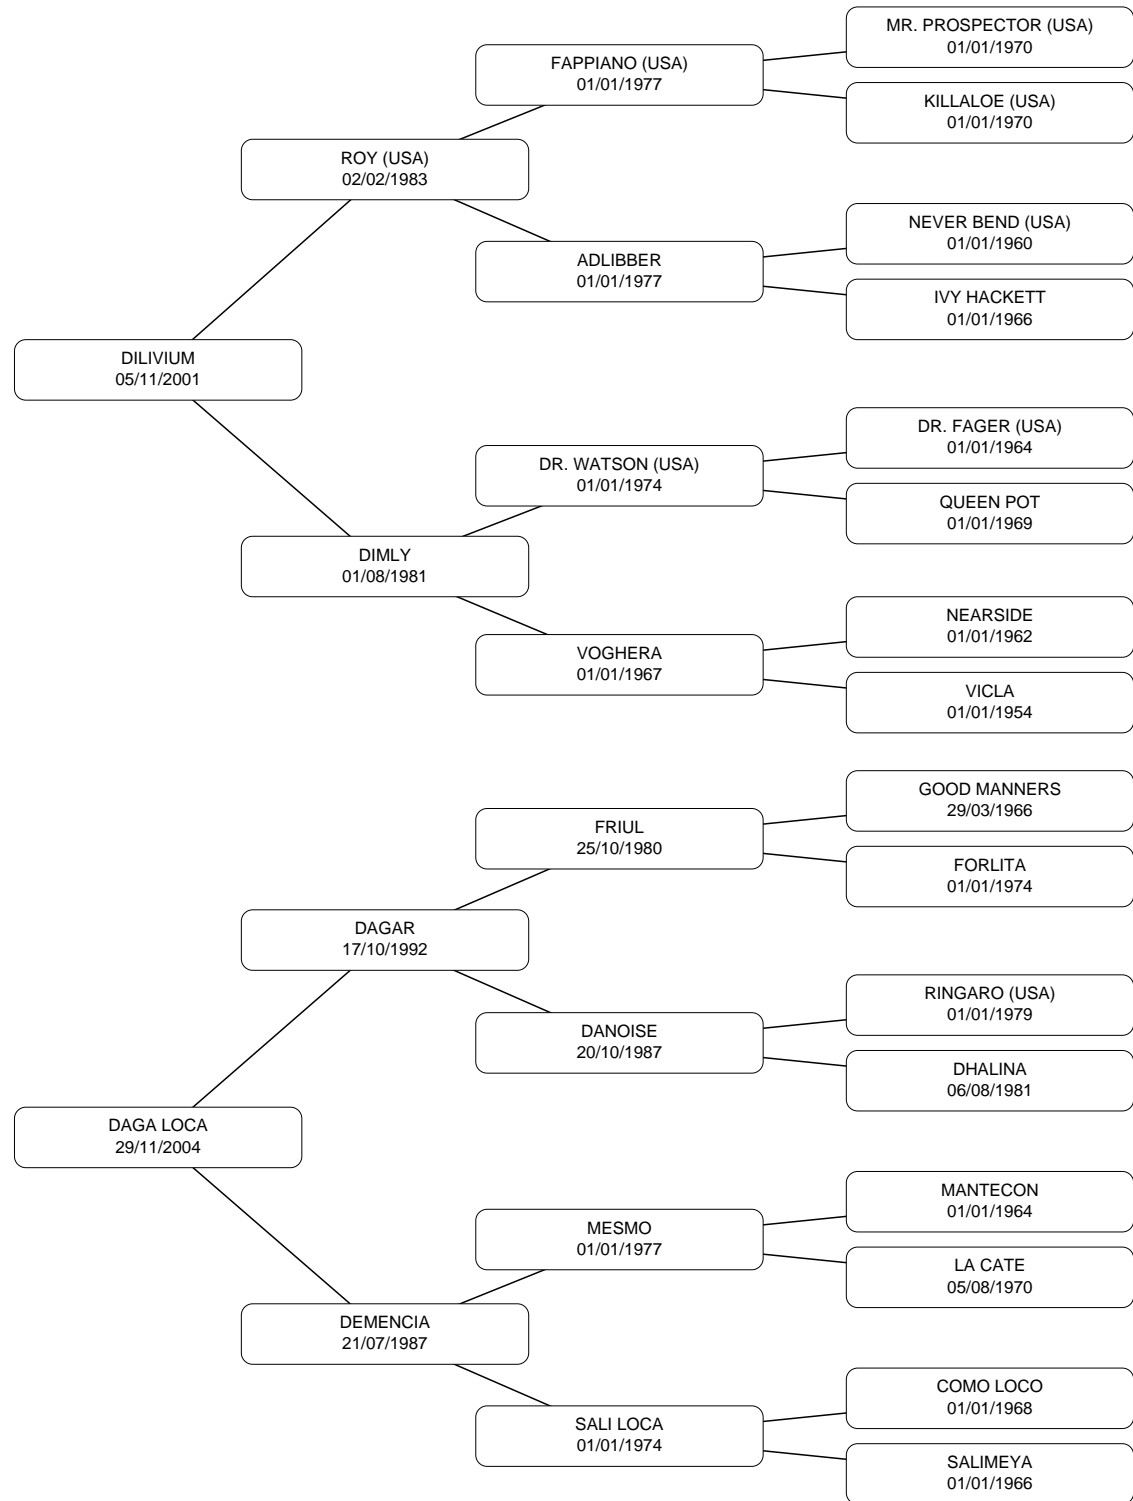 MR. PROSPECTOR (USA)
01/01/1970
FAPPIANO (USA)
01/01/1977
KILLALOE (USA)
01/01/1970
ROY (USA)
02/02/1983
NEVER BEND (USA)
01/01/1960
ADLIBBER
01/01/1977
IVY HACKETT
01/01/1966
DILIVIUM
05/11/2001
DR. FAGER (USA)
01/01/1964
DR. WATSON (USA)
01/01/1974
QUEEN POT
01/01/1969
DIMLY
01/08/1981
NEARSIDE
01/01/1962
VOGHERA
01/01/1967
VICLA
01/01/1954
GOOD MANNERS
29/03/1966
FRIUL
25/10/1980
FORLITA
01/01/1974
DAGAR
17/10/1992
RINGARO (USA)
01/01/1979
DANOISE
20/10/1987
DHALINA
06/08/1981
DAGA LOCA
29/11/2004
MANTECON
01/01/1964
MESMO
01/01/1977
LA CATE
05/08/1970
DEMENCIA
21/07/1987
COMO LOCO
01/01/1968
SALI LOCA
01/01/1974
SALIMEYA
01/01/1966